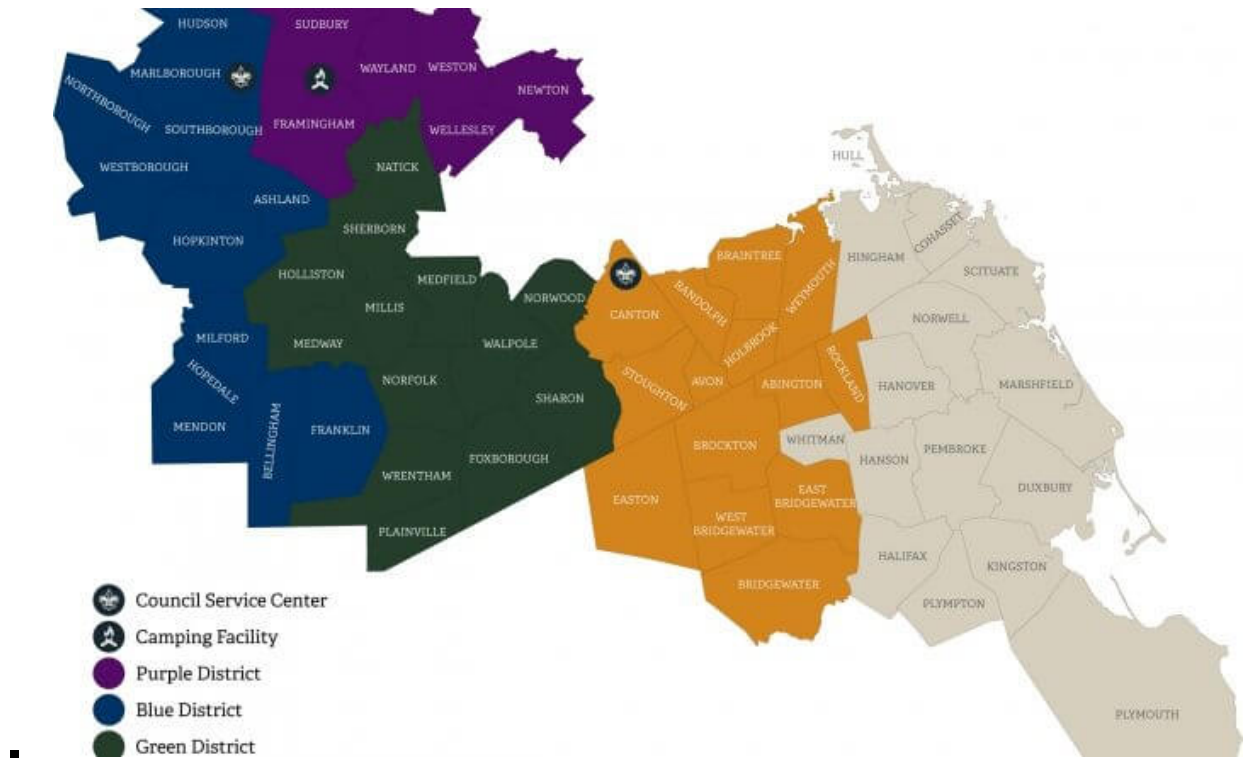 HUDSON
SUDBURY
MARLBOROUGH
WAYLAND
WESTON
NEWTON
NORTHBOROUGH
SOUTHBOROUGH
FRAMINGHAM
WELLESLEY
WESTBOROUGH
NATICK
HULL
ASHLAND
SHERBORN
HOPKINTON
BRAINTREE
WEYMOUTH
HINGHAM
COHASSET
SCITUATE
HOLLISTON
MEDFIELD
NORWOOD
MILLIS
CANTON
RANDOLPH
NORWELL
MILFORD
MEDWAY
WALPOLE
HOLBROOK
HOPEDALE
NORFOLK
SHARON
STOUGHTON
AVON
ABINGTON
ROCKLAND
HANOVER
MARSHFIELD
MENDON
BELLINGHAM
FRANKLIN
FOXBOROUGH
BROCKTON
WHITMAN
HANSON
PEMBROKE
WRENTHAM
EASTON
EAST
BRIDGEWATER
DUXBURY
PLAINVILLE
WEST
BRIDGEWATER
HALIFAX
KINGSTON
BRIDGEWATER
PLYMPTON
PLYMOUTH
Council Service Center
Camping Facility
Purple District
Blue District
Green District